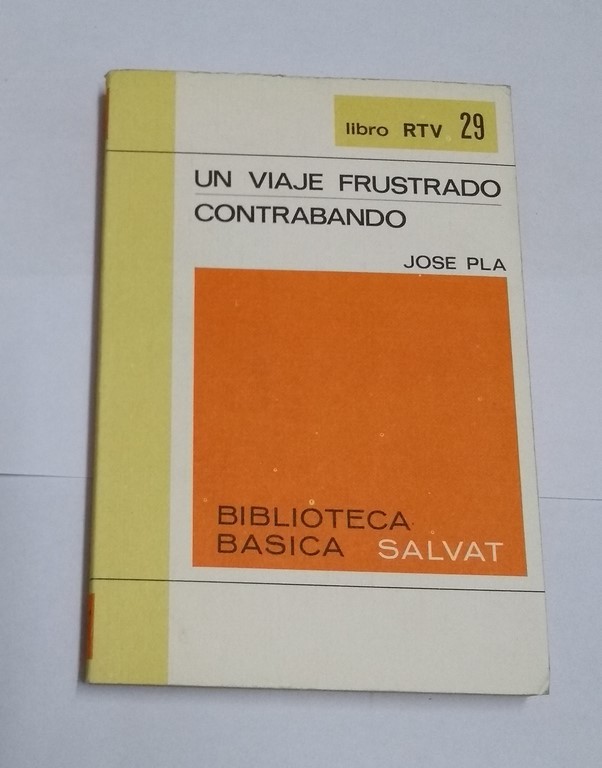 libro RTV 29
UN VIAJE FRUSTRADO
CONTRABANDO
JOSE PLA
BIBLIOTECA
BASICA SALVAT